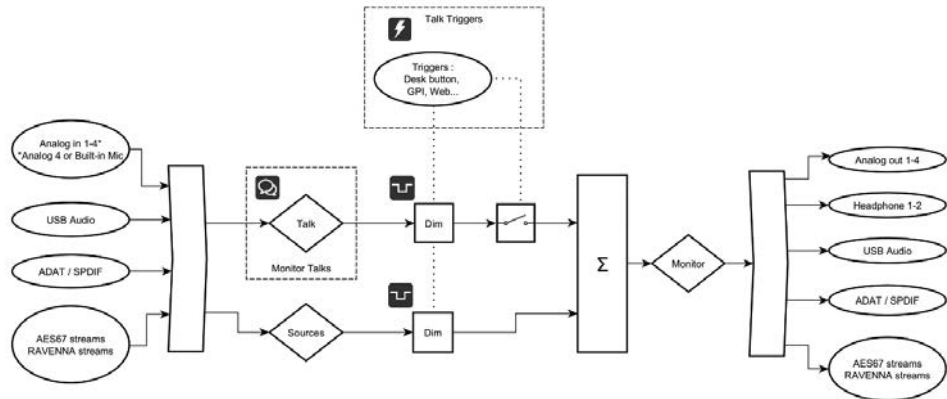 Talk Triggers
Triggers :
Desk button,
GPI, Web...
Analog in 1-4*
*Analog 4 or Built-in Mic
USB Audio
ADAT / SPDIF
AES67 streams
RAVENNA streams
Talk
Monitor Talks
Sources
Dim
Dim
Σ
Monitor
Analog out 1-4
Headphone 1-2
USB Audio
ADAT / SPDIF
AES67 streams
RAVENNA streams